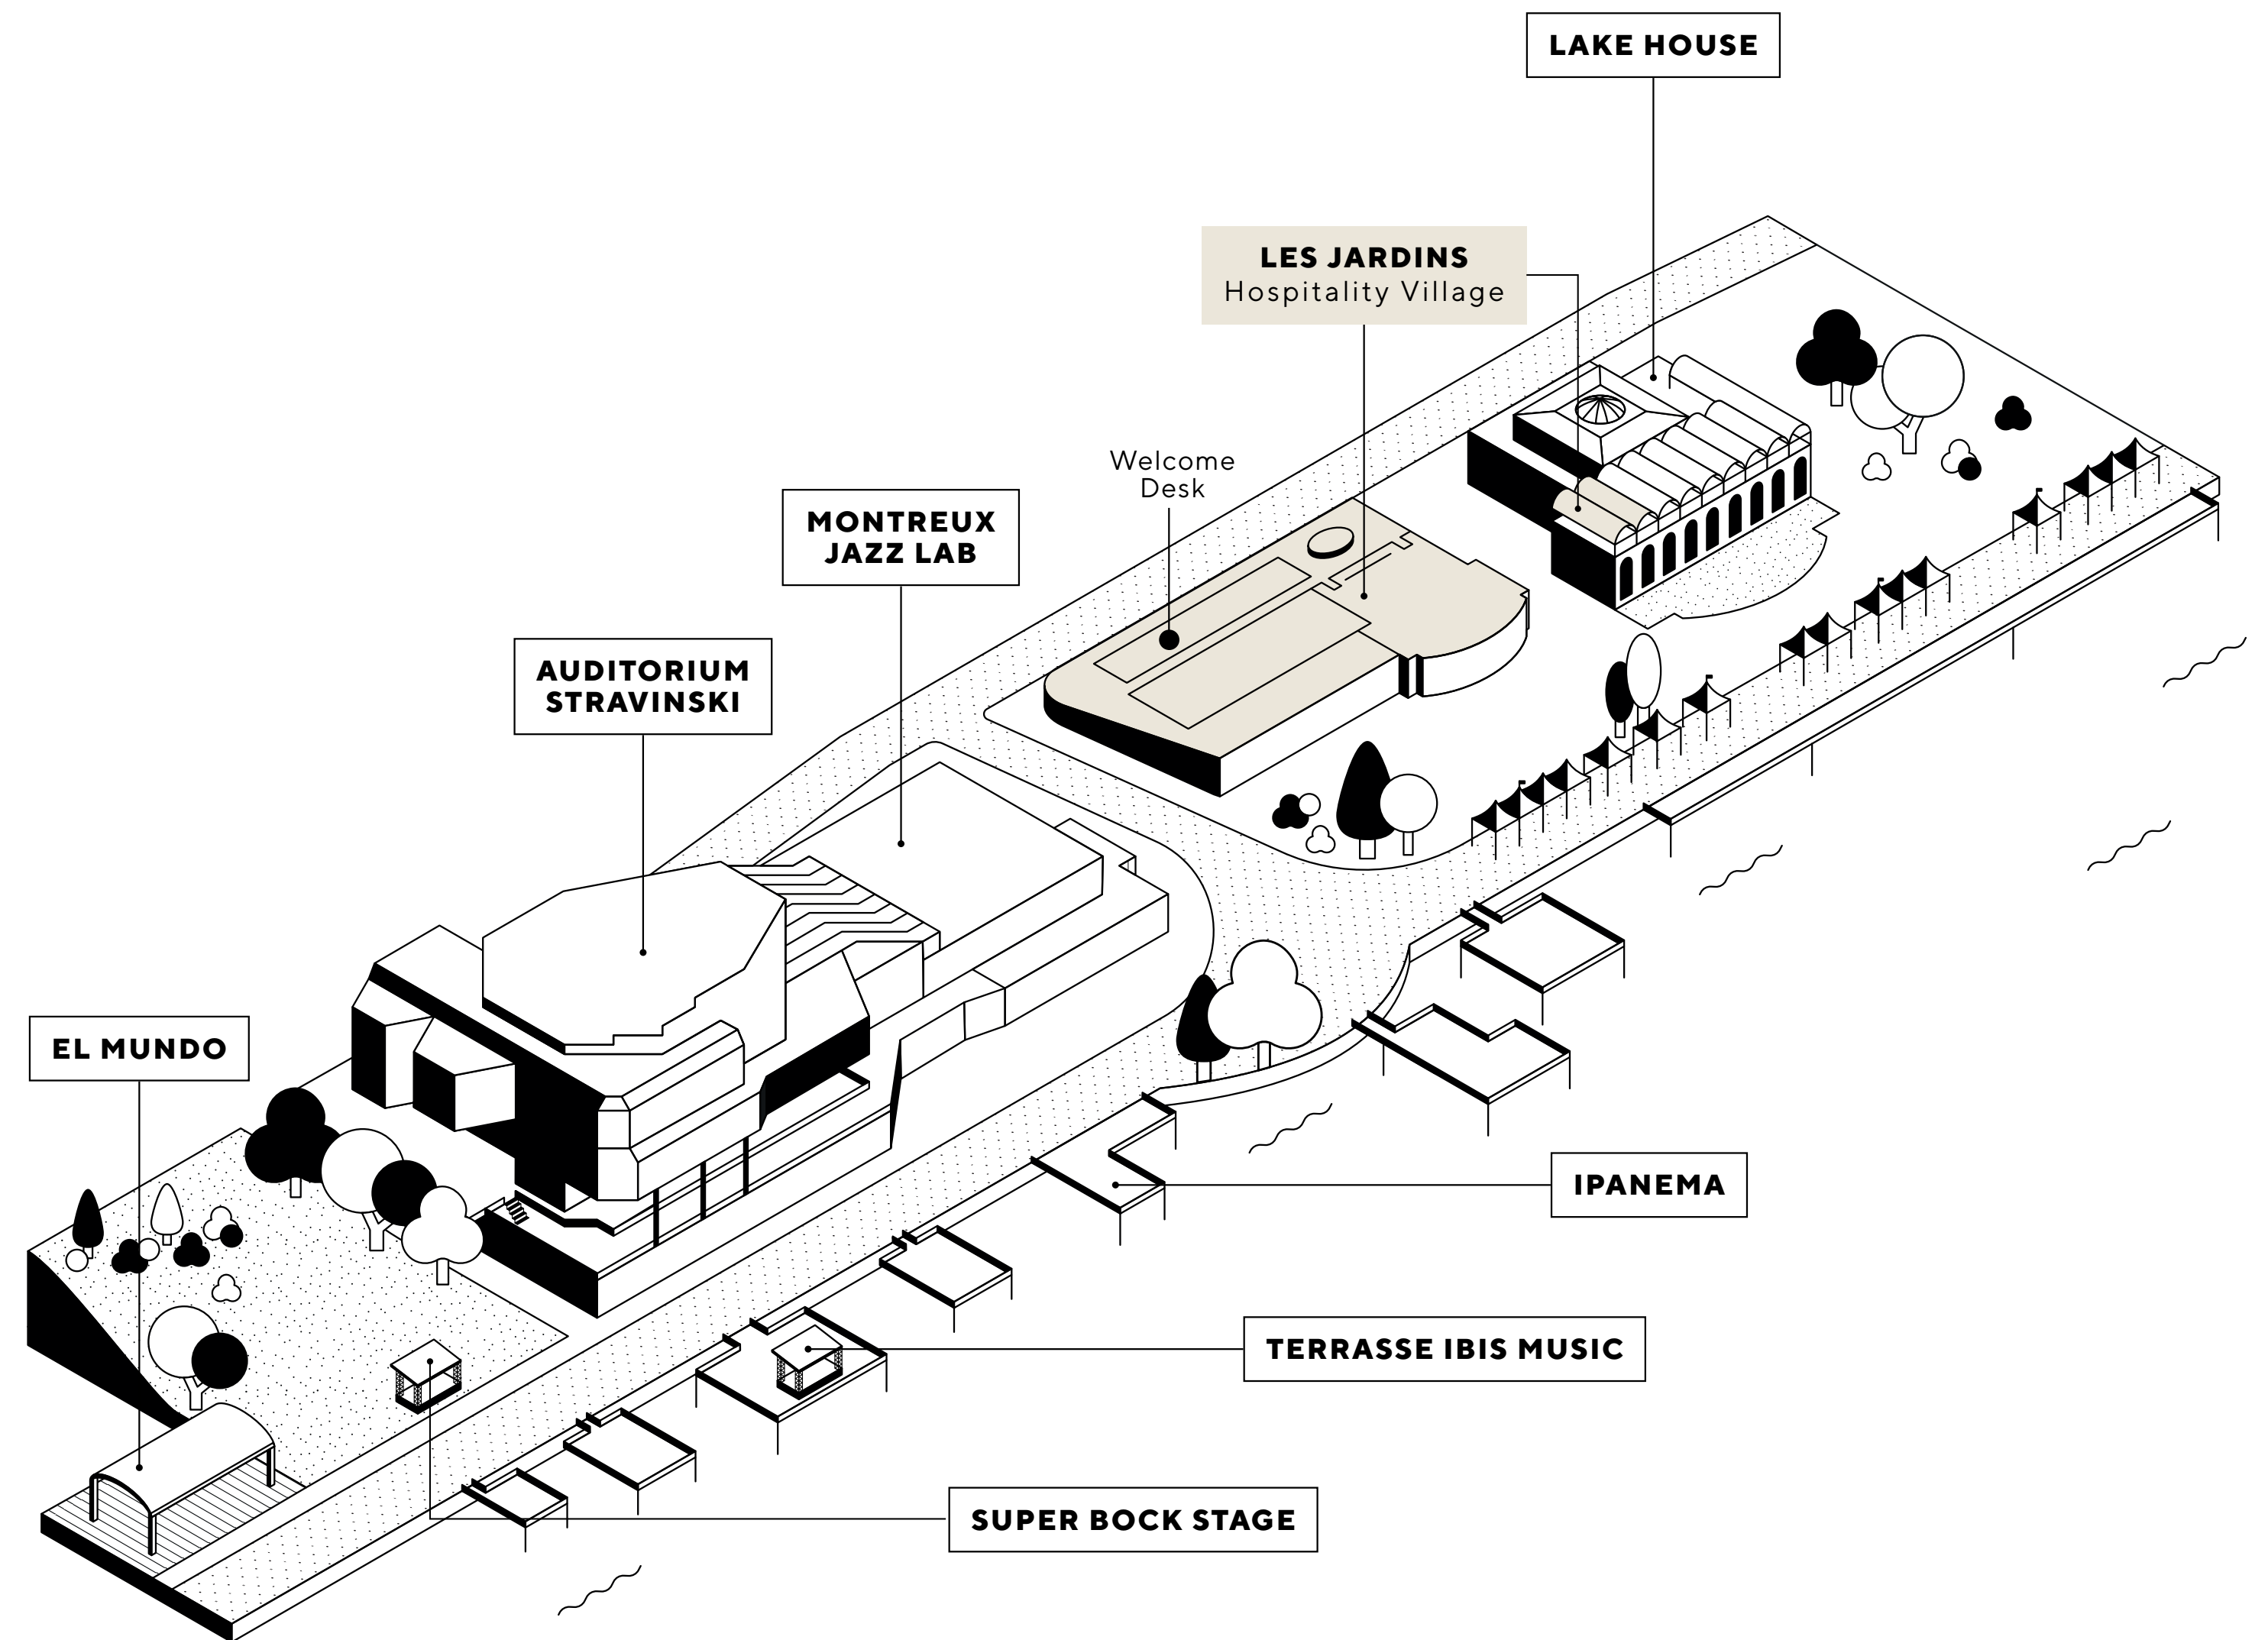 LAKE HOUSE
LES JARDINS
Hospitality Village
Welcome
Desk
MONTREUX
JAZZ LAB
AUDITORIUM
STRAVINSKI
EL MUNDO
IPANEMA
TERRASSE IBIS MUSIC
SUPER BOCK STAGE